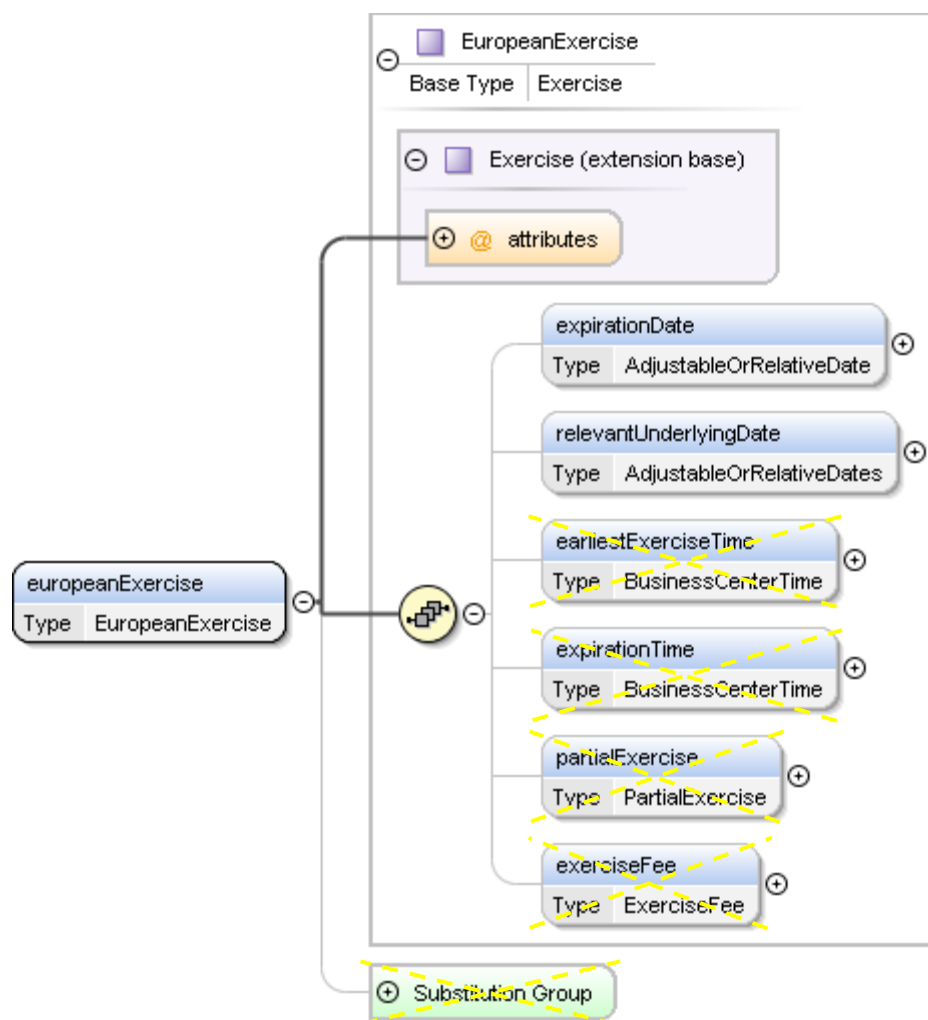 EuropeanExercise
Base Type Exercise
Exercise (extension base)
@ attributes
expirationDate
Type AdjustableOrRelativeDate
relevantUnderlyingDate
Type AdjustableOrRelativeDates
earliestExerciseTime
Type BusinessCenterTime
europeanExercise
Type EuropeanExercise
expirationTime
Type BusinessCenterTime
partialExercise
Type PartialExercise
exerciseFee
Type ExerciseFee
Substitution Group